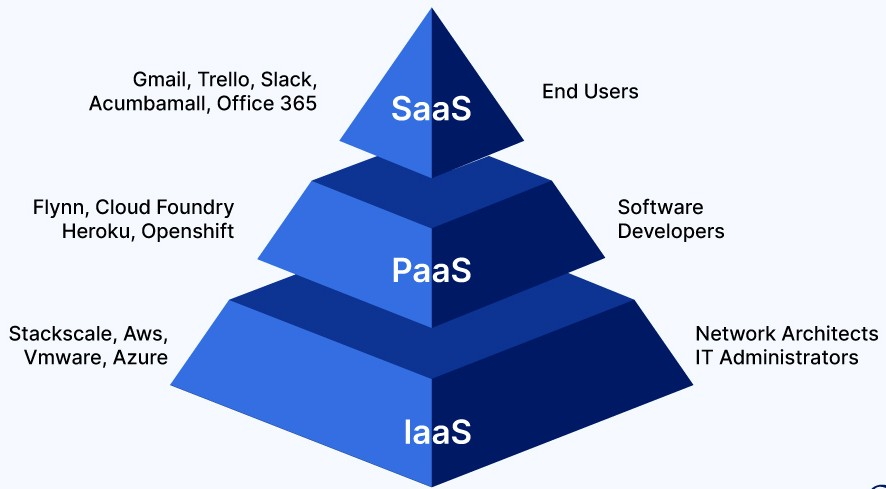 Gmail, Trello, Slack,
Acumbamall, Office 365
SaaS
End Users
Flynn, Cloud Foundry
Heroku, Openshift
PaaS
Software
Developers
Stackscale, Aws,
Vmware, Azure
IaaS
Network Architects
IT Administrators